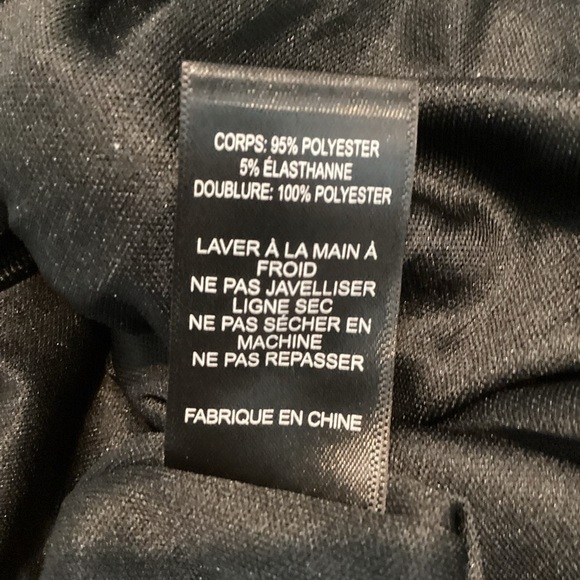 CORPS: 95% POLYESTER
5% ÉLASTHANNE
DOUBLURE: 100% POLYESTER
LAVER À LA MAIN À
FROID
NE PAS JAVELLISER
LIGNE SEC
NE PAS SÉCHER EN
MACHINE
NE PAS REPASSER
FABRIQUE EN CHINE